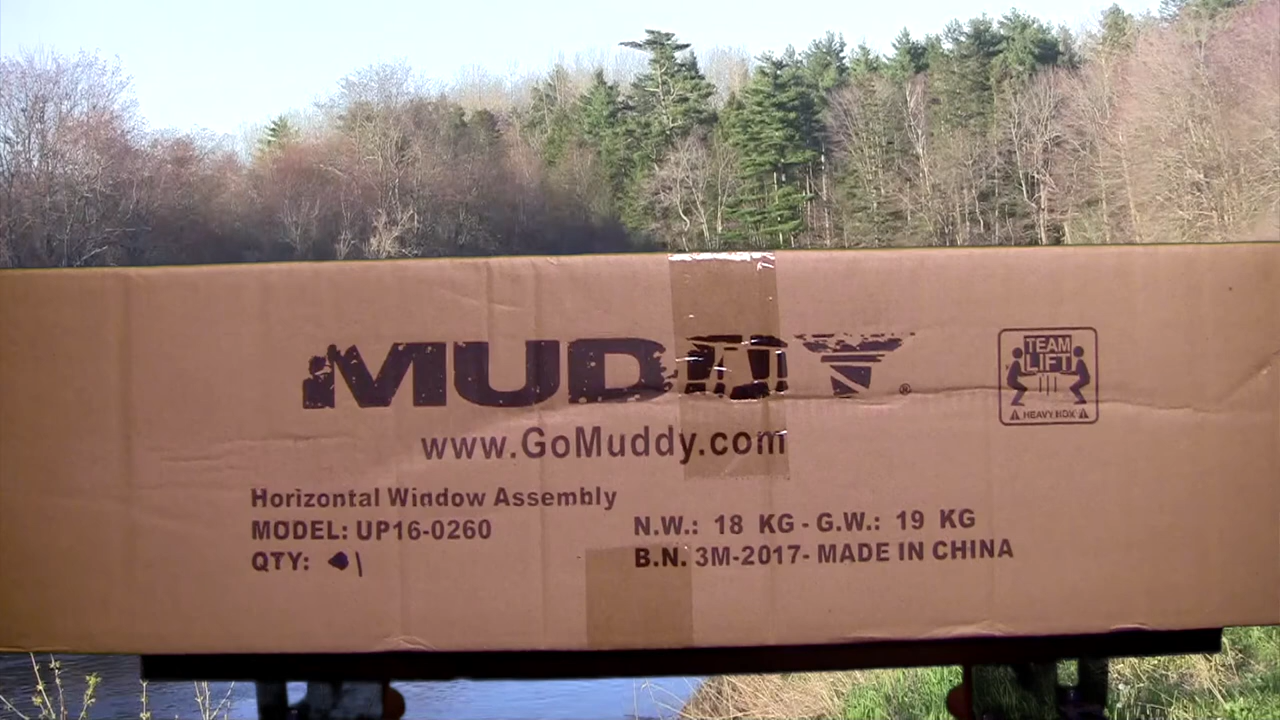 MUDDY®
www.GoMuddy.com
TEAM
LIFT
HEAVY BOX
Horizontal Window Assembly
MODEL: UP16-0260
QTY: 1
N.W.: 18 KG - G.W.: 19 KG
B.N. 3M-2017- MADE IN CHINA